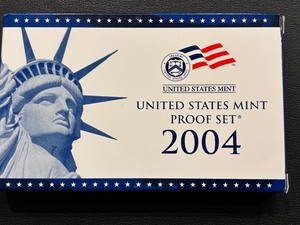 UNITED STATES MINT
UNITED STATES MINT
PROOF SET®
2004